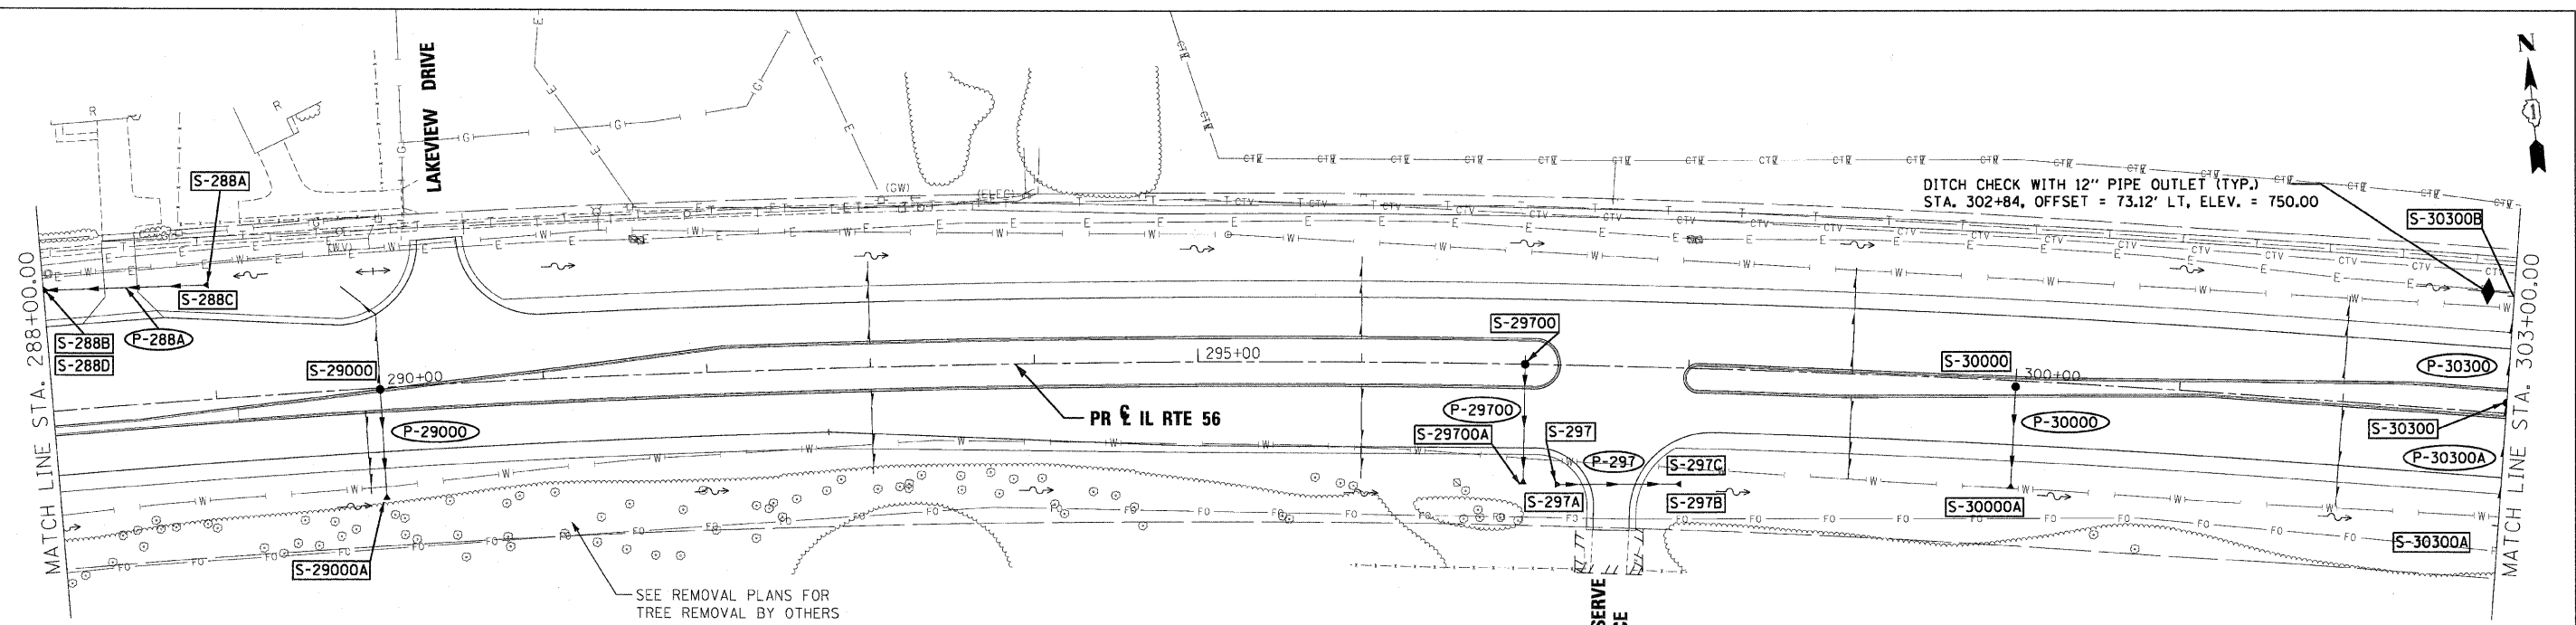 LAKEVIEW DRIVE
N
1
R
R
S-288A
(GW)
(ELEC)
(WV)
DITCH CHECK WITH 12" PIPE OUTLET (TYP.)
STA. 302+84, OFFSET = 73.12' LT, ELEV. = 750.00
S-30300B
MATCH LINE STA. 288+00.00
MATCH LINE STA. 303+00.00
S-288C
S-288B
S-288D
P-288A
S-29000
290+00
295+00
S-29700
S-30000
300+00
P-30300
P-29000
PR ℄ IL RTE 56
P-29700
S-29700A
S-297
P-297
S-297C
S-297A
S-297B
P-30000
S-30000A
S-30300
P-30300A
S-30300A
S-29000A
SEE REMOVAL PLANS FOR
TREE REMOVAL BY OTHERS